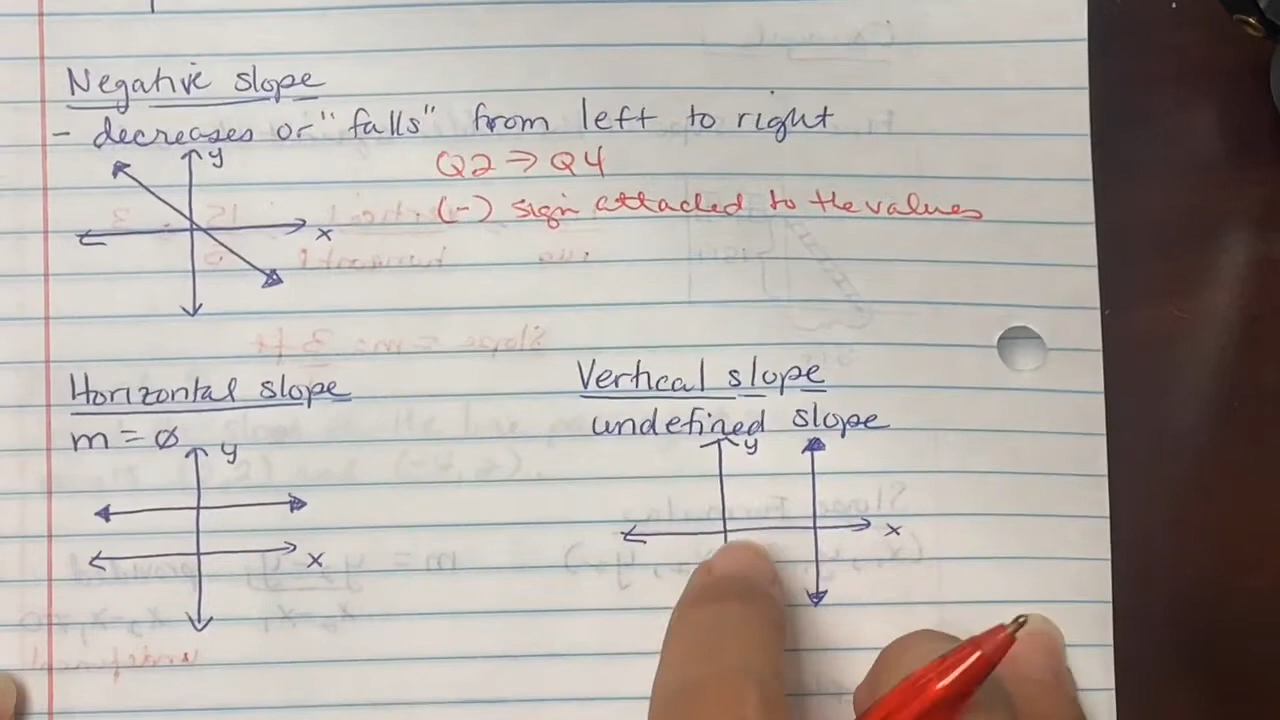 Negative slope
- decreases or "falls" from left to right
y
Q2 → Q4
(-) sign attached to the values
x
Horizontal slope
m = ø
y
x
Vertical slope
undefined slope
y
x